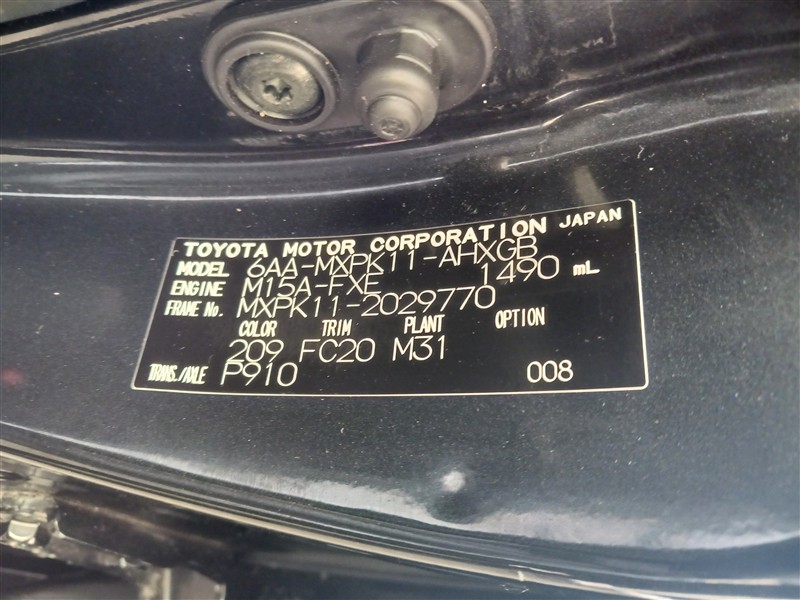 TOYOTA MOTOR CORPORATION JAPAN
MODEL 6AA-MXPK11-AHXGB
ENGINE M15A-FXE 1490 mL
FRAME No. MXPK11-2029770
COLOR TRIM PLANT OPTION
209 FC20 M31
TRANS./AXLE P910 008